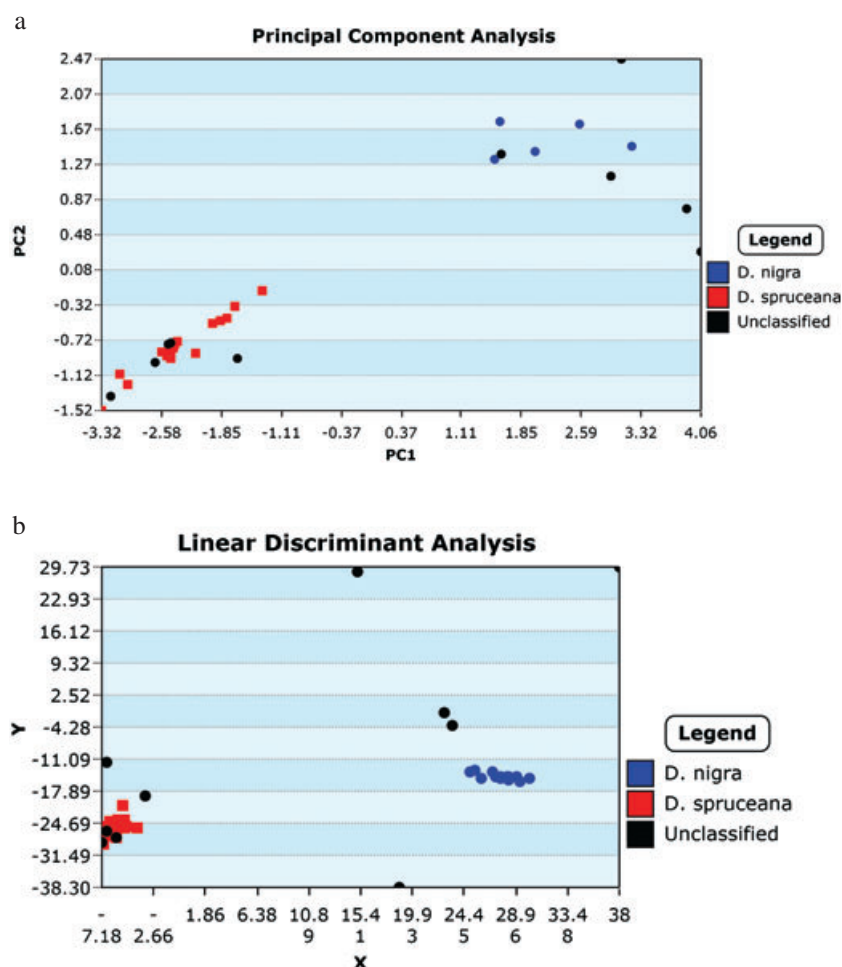 a
Principal Component Analysis
2.47
2.07
1.67
1.27
0.87
0.48
0.08
-0.32
-0.72
-1.12
-1.52
PC2
-3.32 -2.58 -1.85 -1.11 -0.37 0.37 1.11 1.85 2.59 3.32 4.06
PC1
Legend
D. nigra
D. spruceana
Unclassified
b
Linear Discriminant Analysis
29.73
22.93
16.12
9.32
2.52
-4.28
-11.09
-17.89
-24.69
-31.49
-38.30
Y
- - 1.86 6.38 10.8 15.4 19.9 24.4 28.9 33.4 38
7.18 2.66 9 1 3 5 6 8
X
Legend
D. nigra
D. spruceana
Unclassified